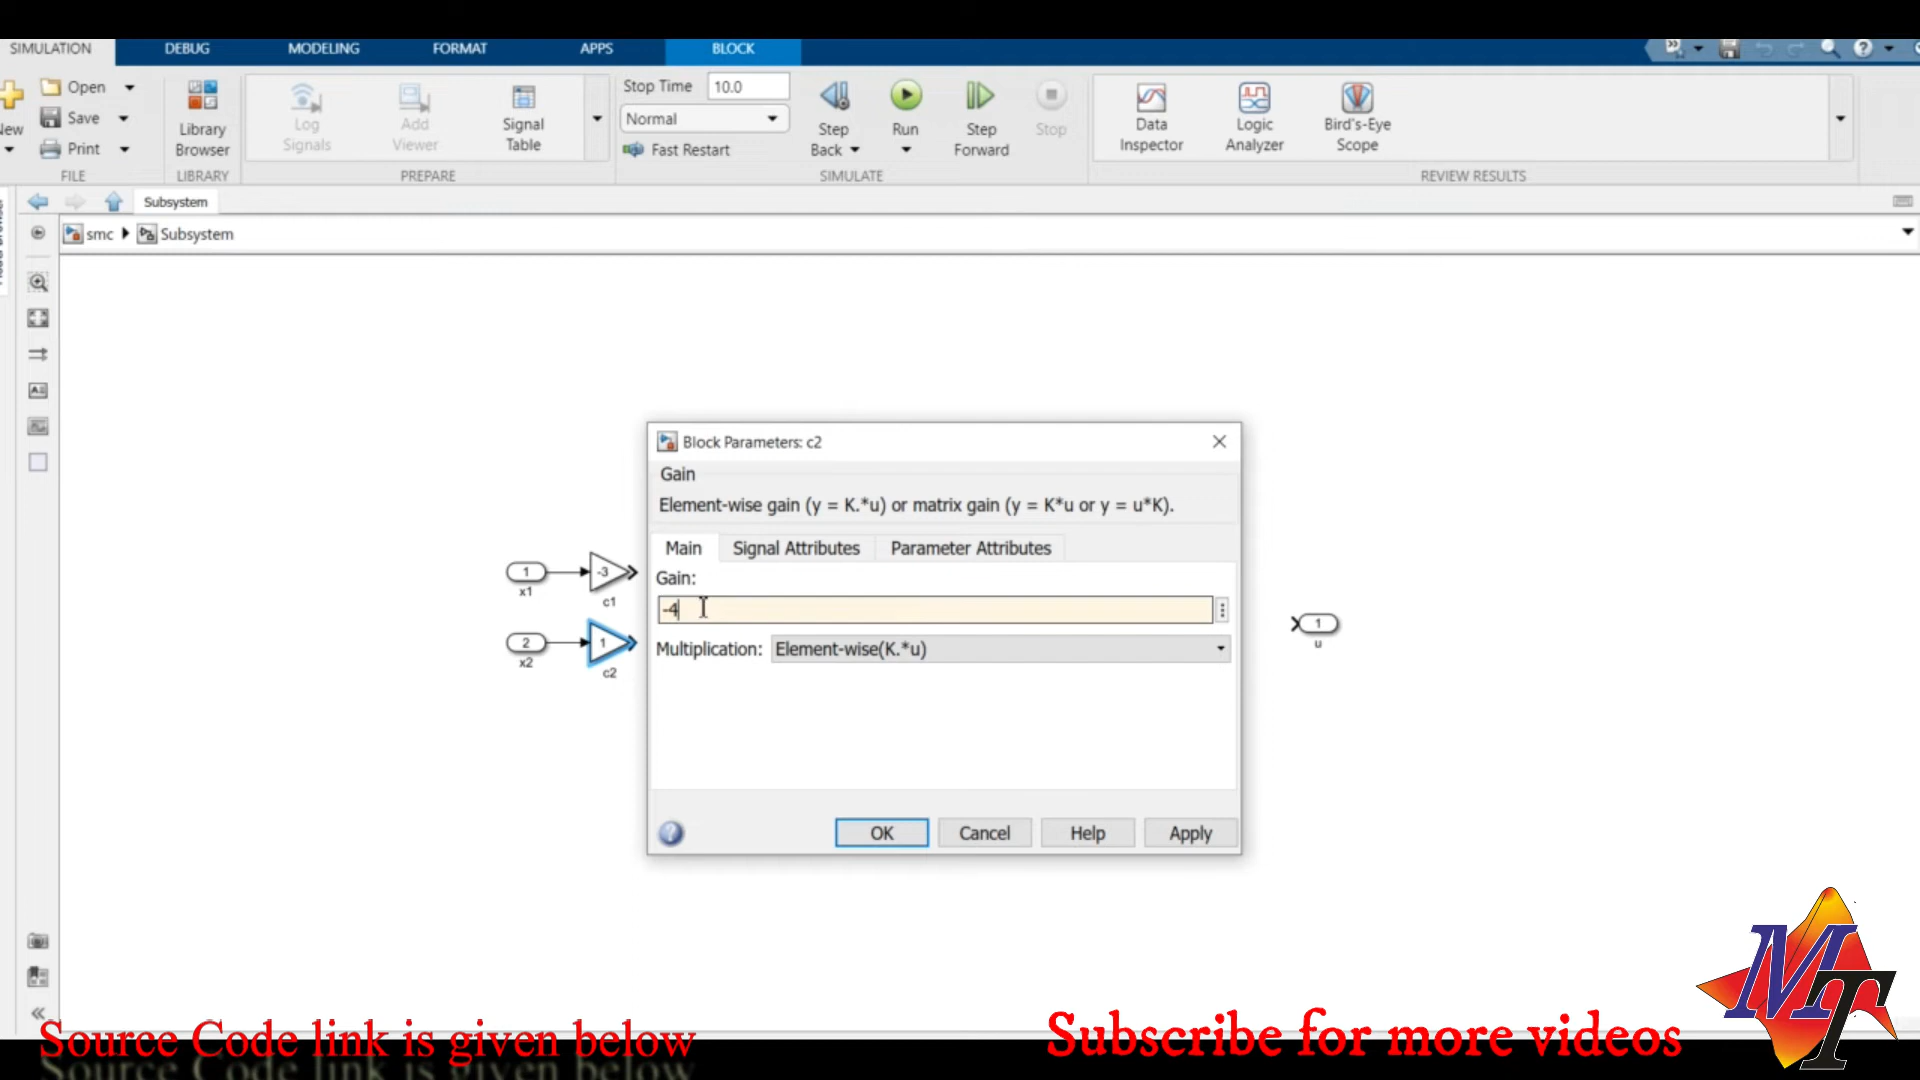 SIMULATION DEBUG MODELING FORMAT APPS BLOCK
New Open Save Print
FILE
Library Browser
LIBRARY
Log Signals
Add Viewer
Signal Table
PREPARE
Stop Time 10.0
Normal
Fast Restart
Step Back
Run
Step Forward
Stop
SIMULATE
Data Inspector
Logic Analyzer
Bird's-Eye Scope
REVIEW RESULTS
Subsystem
smc Subsystem
Block Parameters: c2
Gain
Element-wise gain (y = K.*u) or matrix gain (y = K*u or y = u*K).
Main Signal Attributes Parameter Attributes
Gain:
-4
Multiplication: Element-wise(K.*u)
OK Cancel Help Apply
1
x1
-3
c1
2
x2
1
c2
1
u
Source Code link is given below
Subscribe for more videos
MT